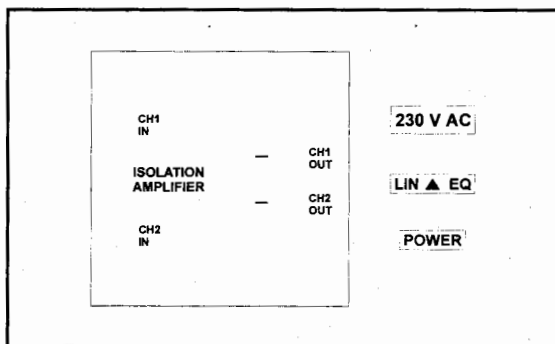 CH1
IN
230 V AC
CH1
OUT
ISOLATION
AMPLIFIER
LIN ▲ EQ
CH2
OUT
CH2
IN
POWER